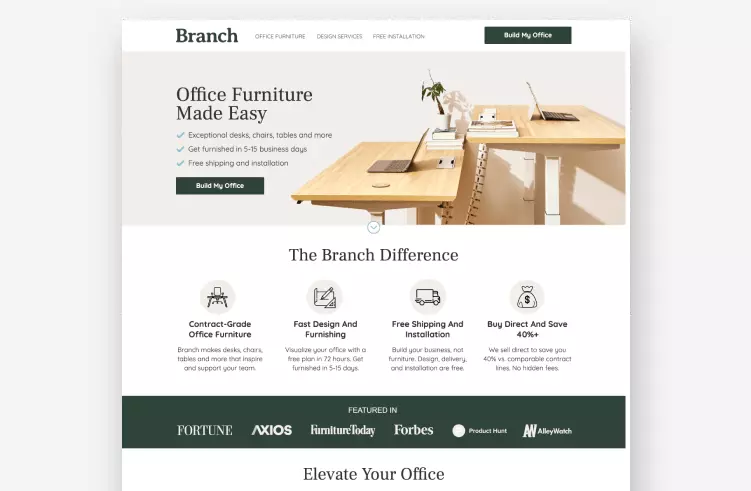 Branch
OFFICE FURNITURE
DESIGN SERVICES
FREE INSTALLATION
Build My Office
Office Furniture
Made Easy
Exceptional desks, chairs, tables and more
Get furnished in 5-15 business days
Free shipping and installation
Build My Office
The Branch Difference
Contract-Grade
Office Furniture
Branch makes desks, chairs,
tables and more that inspire
and support your team.
Fast Design And
Furnishing
Visualize your office with a
free plan in 72 hours. Get
furnished in 5-15 days.
Free Shipping And
Installation
Build your business, not
furniture. Design, delivery,
and installation are free.
$
Buy Direct And Save
40%+
We sell direct to save you
40% vs. comparable contract
lines. No hidden fees.
FEATURED IN
FORTUNE
AXIOS
FurnitureToday
Forbes
Product Hunt
AW AlleyWatch
Elevate Your Office